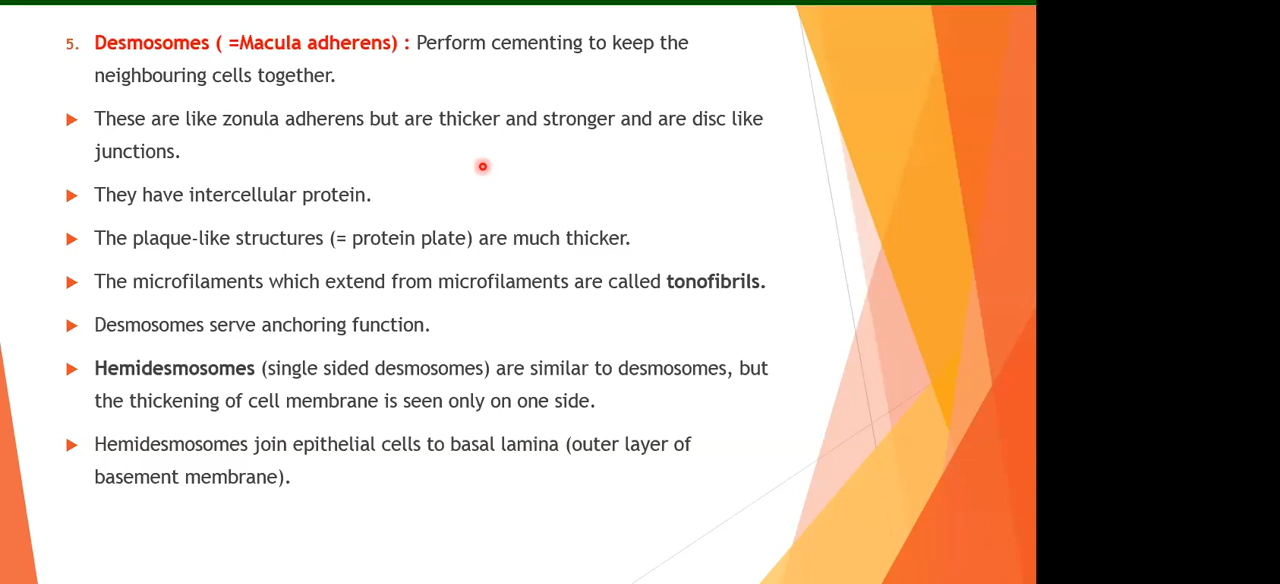 5. Desmosomes ( =Macula adherens) : Perform cementing to keep the
neighbouring cells together.
These are like zonula adherens but are thicker and stronger and are disc like
junctions.
They have intercellular protein.
The plaque-like structures (= protein plate) are much thicker.
The microfilaments which extend from microfilaments are called tonofibrils.
Desmosomes serve anchoring function.
Hemidesmosomes (single sided desmosomes) are similar to desmosomes, but
the thickening of cell membrane is seen only on one side.
Hemidesmosomes join epithelial cells to basal lamina (outer layer of
basement membrane).